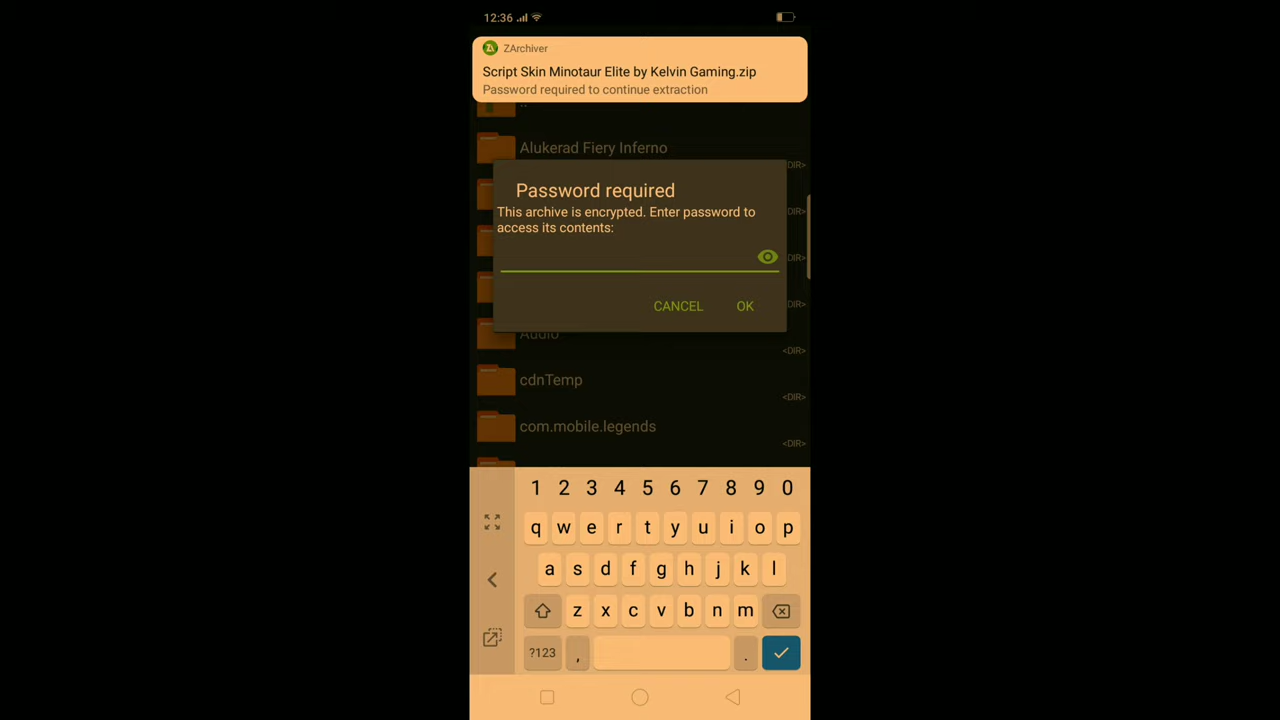 12:36
ZArchiver
Script Skin Minotaur Elite by Kelvin Gaming.zip
Password required to continue extraction
..
Alukerad Fiery Inferno
<DIR>
Password required
This archive is encrypted. Enter password to
access its contents:
<DIR>
<DIR>
CANCEL OK
<DIR>
Audio
<DIR>
cdnTemp
<DIR>
com.mobile.legends
<DIR>
1 2 3 4 5 6 7 8 9 0
q w e r t y u i o p
a s d f g h j k l
z x c v b n m
?123 , .